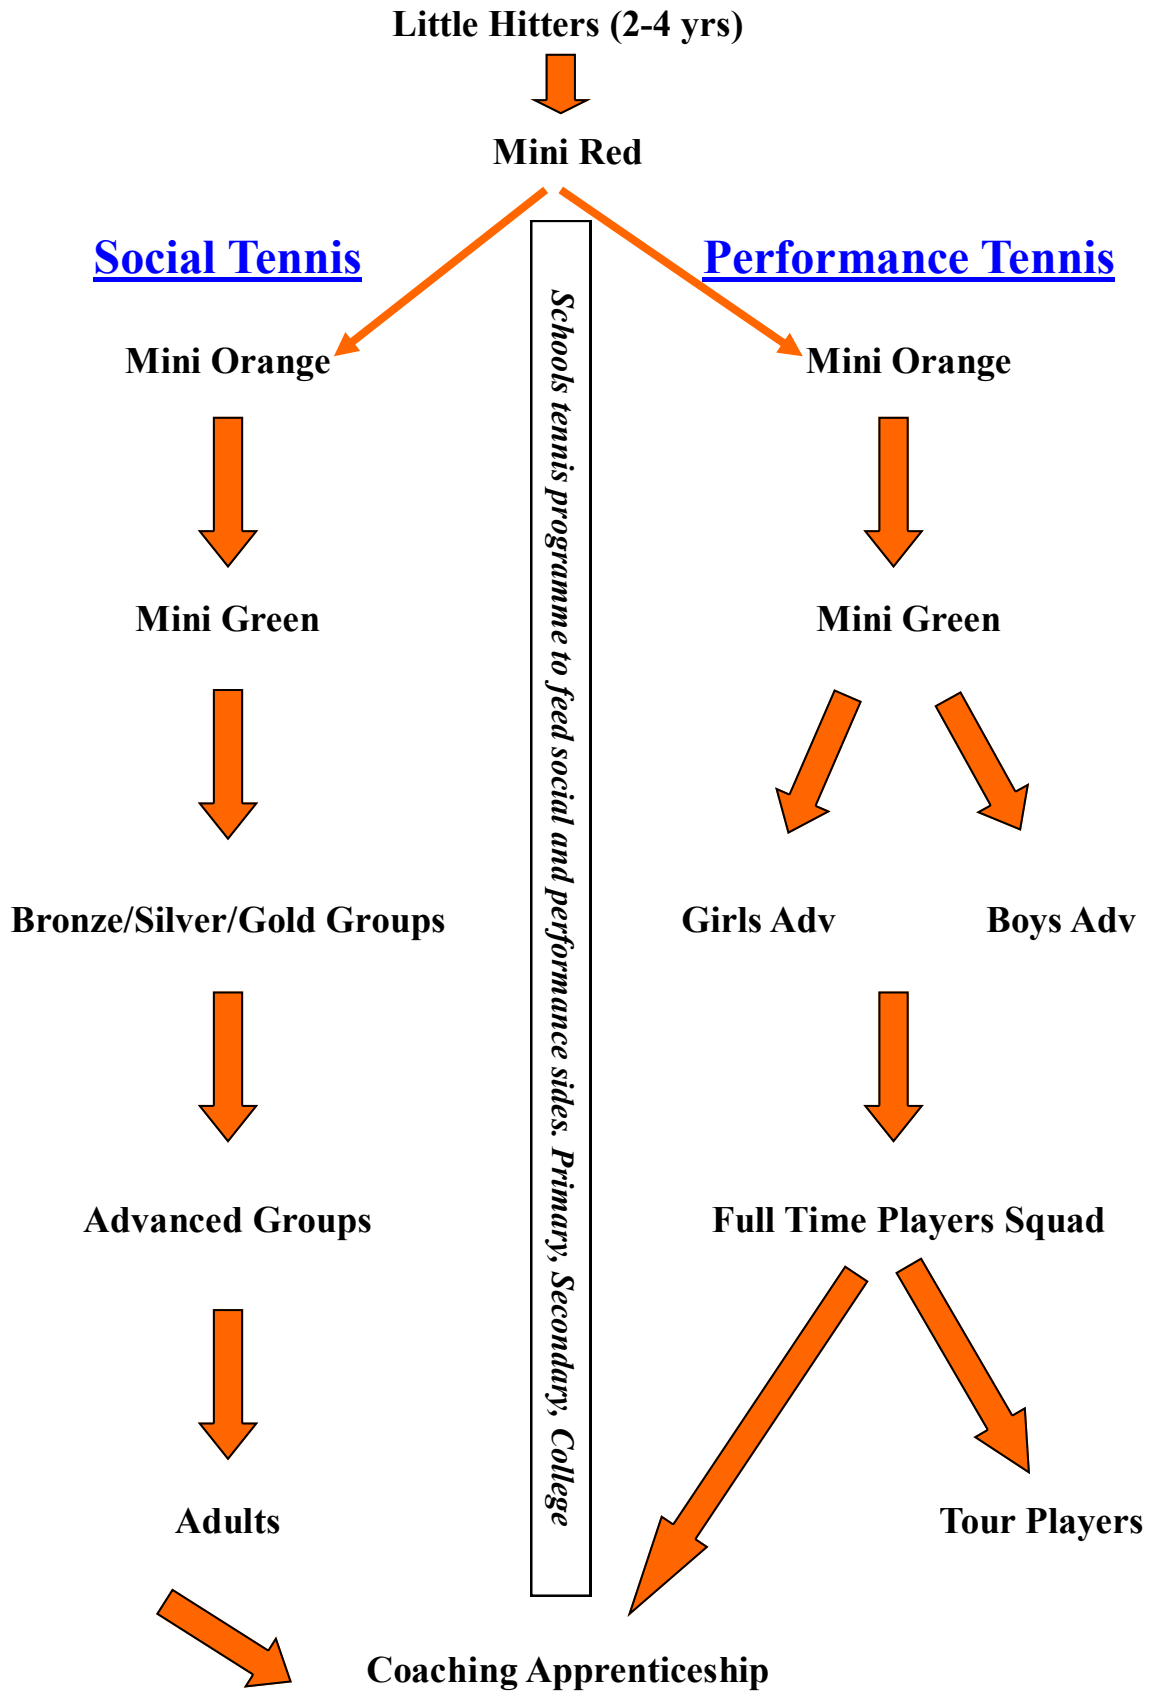 Little Hitters (2-4 yrs)
Mini Red
Social Tennis
Performance Tennis
Mini Orange
Mini Orange
Mini Green
Mini Green
Bronze/Silver/Gold Groups
Girls Adv
Boys Adv
Advanced Groups
Full Time Players Squad
Adults
Tour Players
Coaching Apprenticeship
Schools tennis programme to feed social and performance sides. Primary, Secondary, College